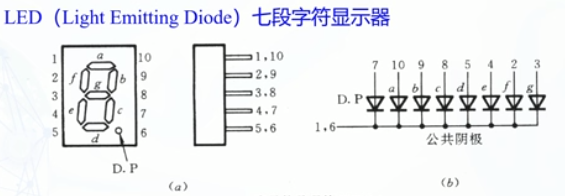 LED（Light Emitting Diode）七段字符显示器
1 a 10
2 f b 9
3 g 8
4 e c 7
5 d 6
D.P
1,10
2,9
3,8
4,7
5,6
(a)
7 10 9 8 5 4 2 3
D.P a b c d e f g
1,6
公共阴极
(b)